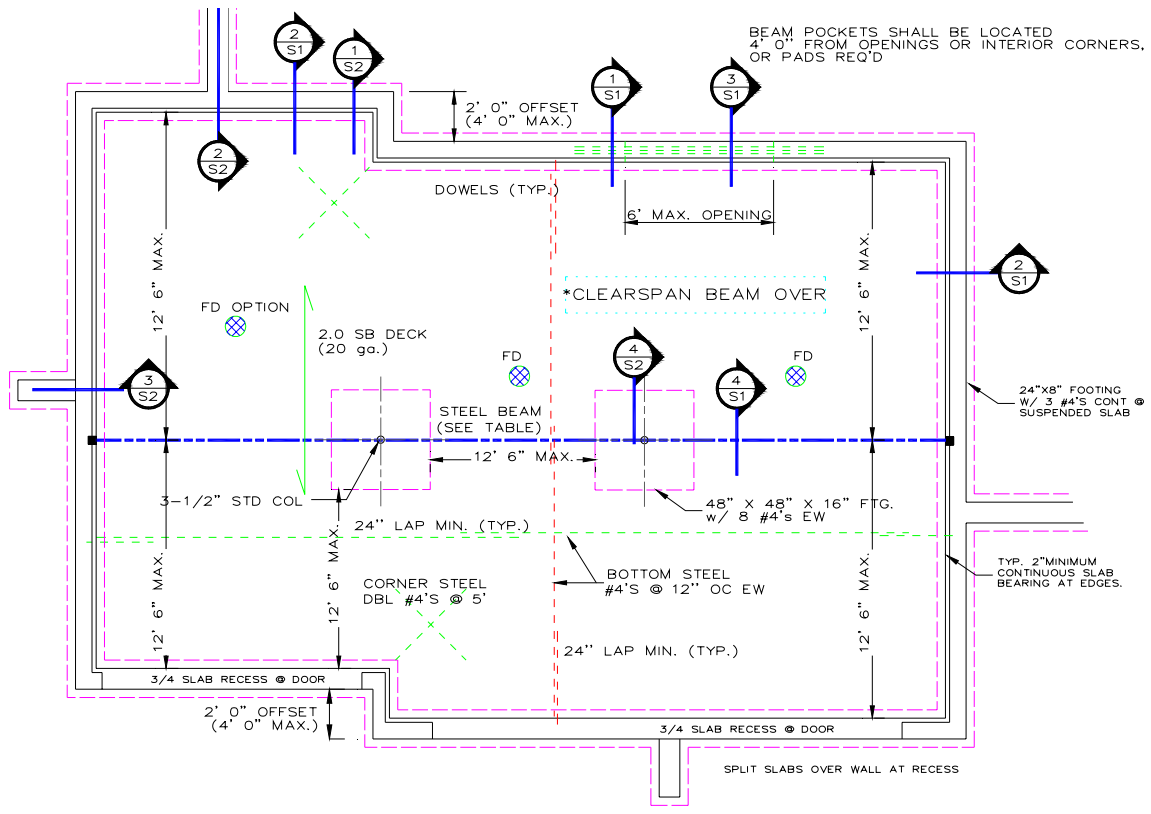 BEAM POCKETS SHALL BE LOCATED
4' 0" FROM OPENINGS OR INTERIOR CORNERS,
OR PADS REQ'D
2
S1
1
S2
1
S1
3
S1
2' 0" OFFSET
(4' 0" MAX.)
2
S2
DOWELS (TYP.)
6' MAX. OPENING
12' 6" MAX.
12' 6" MAX.
2
S1
*CLEARSPAN BEAM OVER
FD OPTION
2.0 SB DECK
(20 ga.)
FD
4
S2
FD
3
S2
4
S1
24"X8" FOOTING
W/ 3 #4'S CONT @
SUSPENDED SLAB
STEEL BEAM
(SEE TABLE)
12' 6" MAX.
3-1/2" STD COL
48" X 48" X 16" FTG.
w/ 8 #4's EW
24" LAP MIN. (TYP.)
12' 6" MAX.
12' 6" MAX.
12' 6" MAX.
CORNER STEEL
DBL #4'S @ 5'
BOTTOM STEEL
#4'S @ 12" OC EW
TYP. 2"MINIMUM
CONTINUOUS SLAB
BEARING AT EDGES.
24" LAP MIN. (TYP.)
3/4 SLAB RECESS @ DOOR
2' 0" OFFSET
(4' 0" MAX.)
3/4 SLAB RECESS @ DOOR
SPLIT SLABS OVER WALL AT RECESS